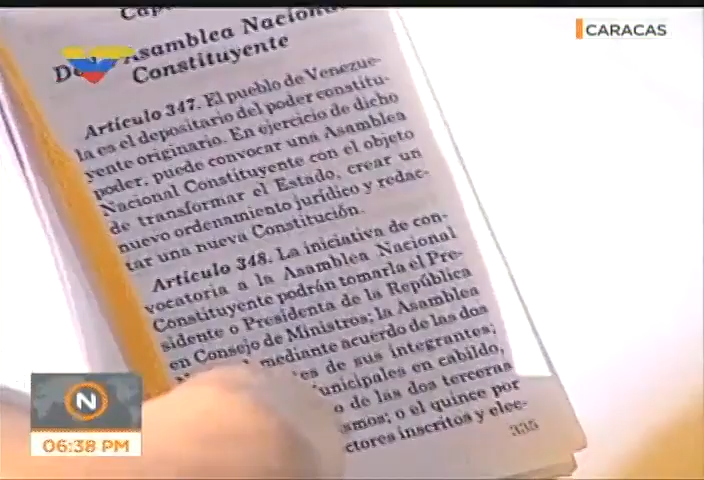 CARACAS
Asamblea Nacional
Constituyente
Artículo 347. El pueblo de Venezue-
la es el depositario del poder constitu-
yente originario. En ejercicio de dicho
poder, puede convocar una Asamblea
Nacional Constituyente con el objeto
de transformar el Estado, crear un
nuevo ordenamiento jurídico y redac-
tar una nueva Constitución.
Artículo 348. La iniciativa de con-
vocatoria a la Asamblea Nacional
Constituyente podrán tomarla el Pre-
sidente o Presidenta de la República
en Consejo de Ministros; la Asamblea
mediante acuerdo de las dos
de sus integrantes;
unicipales en cabildo,
o de las dos terceras
smos; o el quince por
ctores inscritos y elec-
335
N
06:38 PM